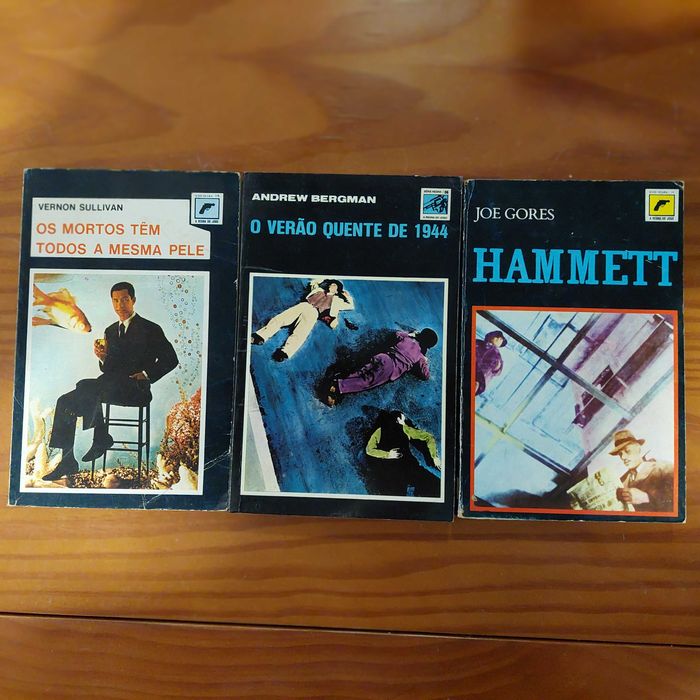 VERNON SULLIVAN
OS MORTOS TÊM
TODOS A MESMA PELE
ANDREW BERGMAN
O VERÃO QUENTE DE 1944
JOE GORES
HAMMETT